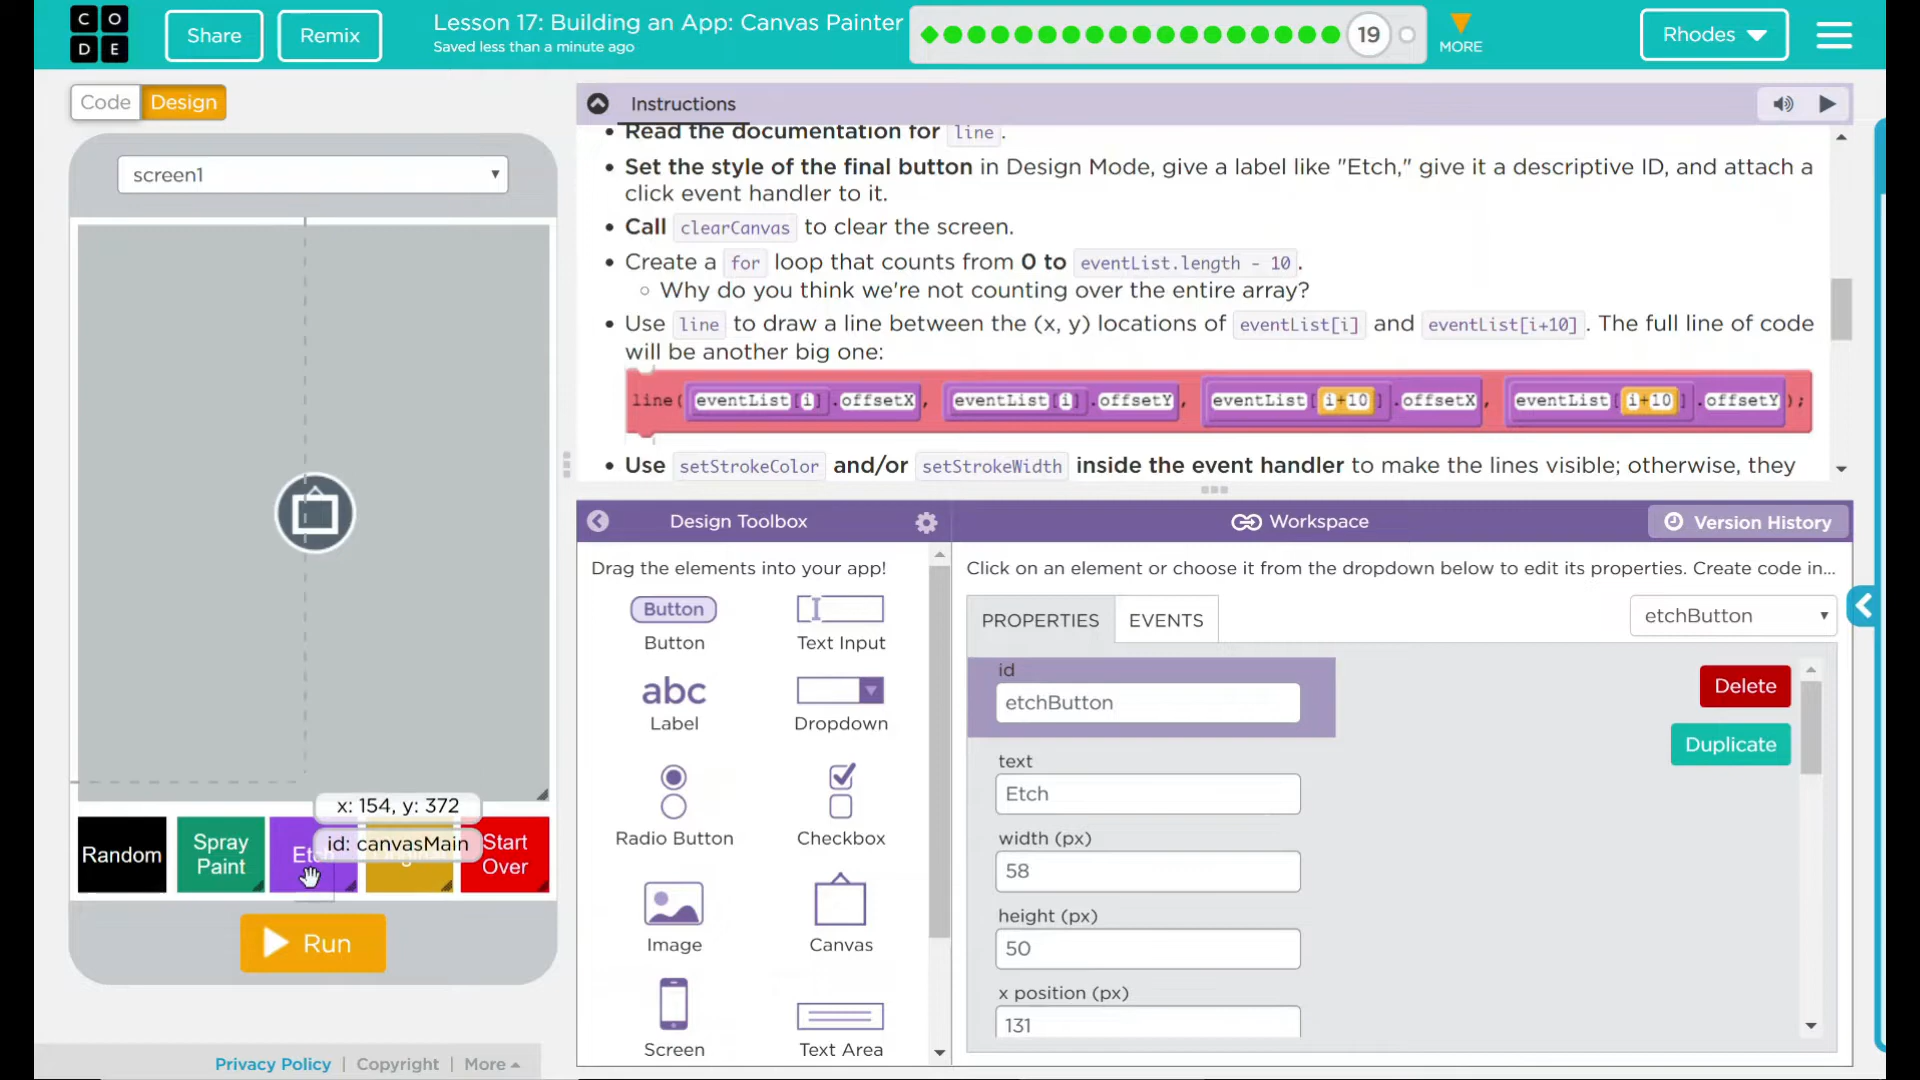 CODE
Share
Remix
Lesson 17: Building an App: Canvas Painter
Saved less than a minute ago
19
MORE
Rhodes
Code
Design
screen1
x: 154, y: 372
id: canvasMain
Random
Spray Paint
Start Over
Run
Privacy Policy | Copyright | More
Instructions
Read the documentation for line.
Set the style of the final button in Design Mode, give a label like "Etch," give it a descriptive ID, and attach a
click event handler to it.
Call clearCanvas to clear the screen.
Create a for loop that counts from 0 to eventList.length - 10.
Why do you think we're not counting over the entire array?
Use line to draw a line between the (x, y) locations of eventList[i] and eventList[i+10]. The full line of code
will be another big one:
line( eventList[i].offsetX, eventList[i].offsetY, eventList[i+10].offsetX, eventList[i+10].offsetY);
Use setStrokeColor and/or setStrokeWidth inside the event handler to make the lines visible; otherwise, they
Design Toolbox
Workspace
Version History
Drag the elements into your app!
Button
Button
Text Input
abc
Label
Dropdown
Radio Button
Checkbox
Image
Canvas
Screen
Text Area
Click on an element or choose it from the dropdown below to edit its properties. Create code in...
PROPERTIES
EVENTS
etchButton
id
etchButton
Delete
Duplicate
text
Etch
width (px)
58
height (px)
50
x position (px)
131